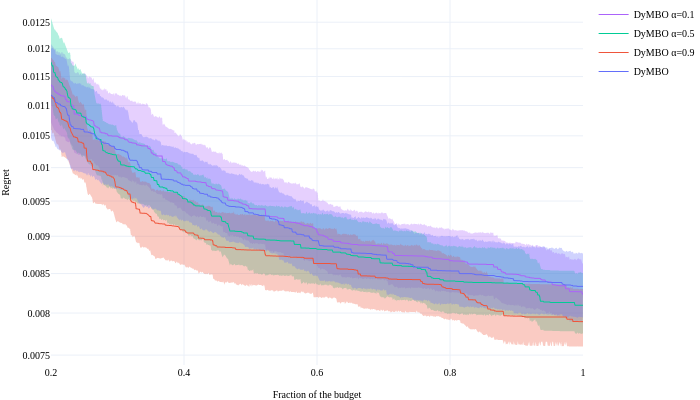 0.0125
0.012
0.0115
0.011
0.0105
0.01
0.0095
0.009
0.0085
0.008
0.0075
Regret
0.2
0.4
0.6
0.8
1
Fraction of the budget
DyMBO α=0.1
DyMBO α=0.5
DyMBO α=0.9
DyMBO